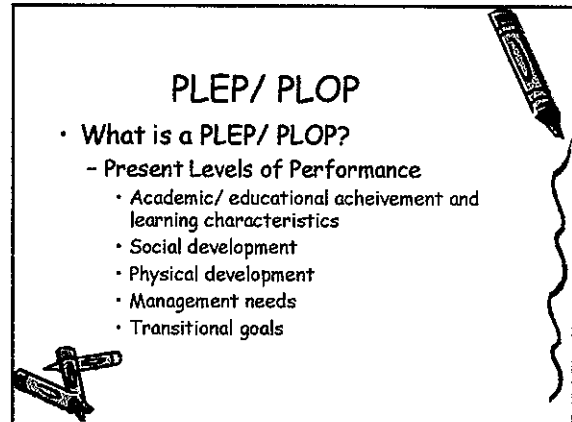 PLEP/ PLOP
· What is a PLEP/ PLOP?
– Present Levels of Performance
· Academic/ educational acheivement and
learning characteristics
· Social development
· Physical development
· Management needs
· Transitional goals